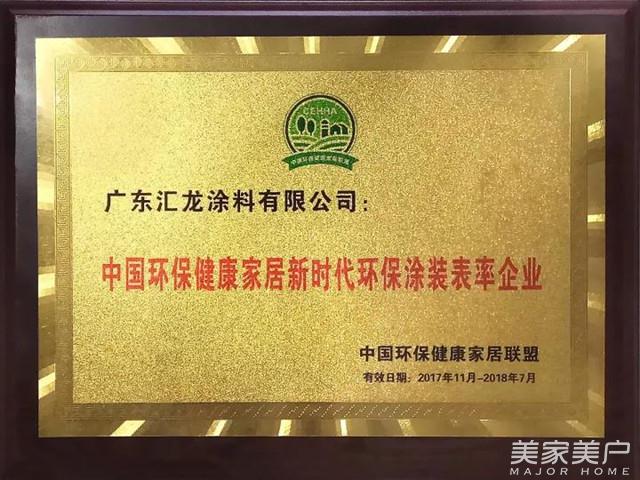 CEHHA
广东汇龙涂料有限公司：
中国环保健康家居新时代环保涂装表率企业
中国环保健康家居联盟
有效日期：2017年11月-2018年7月
美家美户
MAJOR HOME